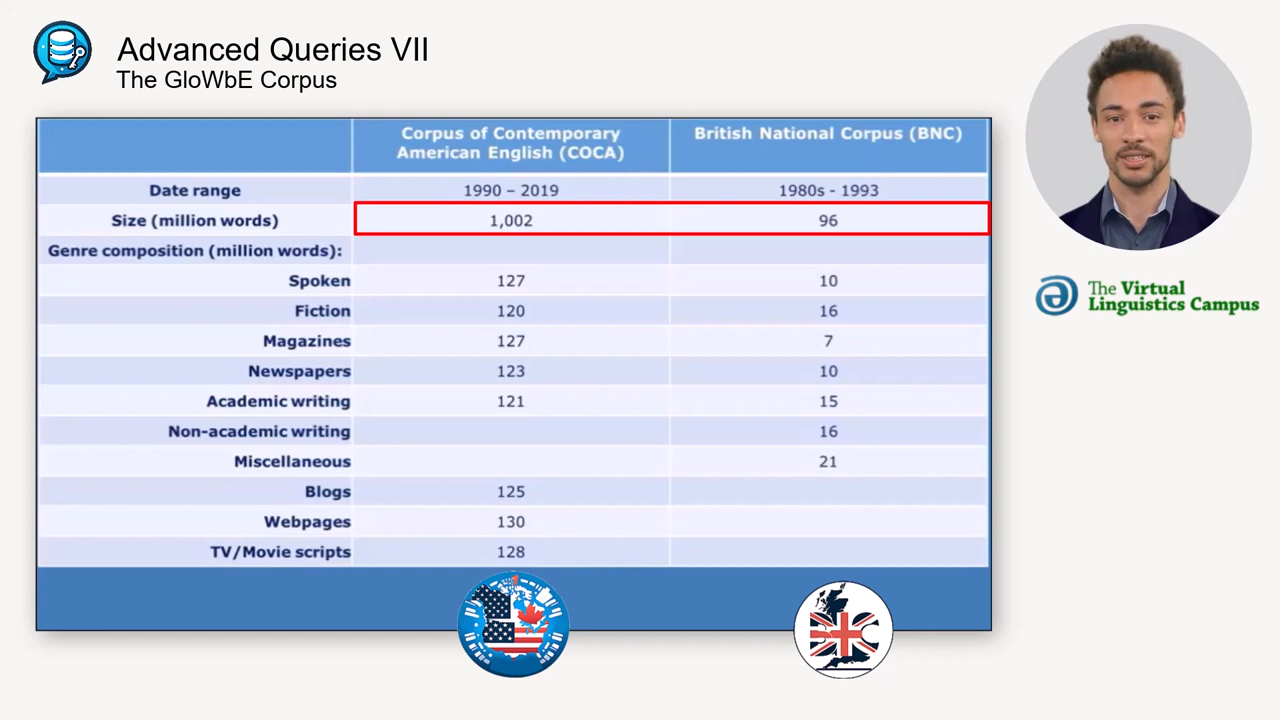 Advanced Queries VII
The GloWbE Corpus
Corpus of Contemporary
American English (COCA)
British National Corpus (BNC)
Date range 1990 – 2019 1980s - 1993
Size (million words) 1,002 96
Genre composition (million words):
Spoken 127 10
Fiction 120 16
Magazines 127 7
Newspapers 123 10
Academic writing 121 15
Non-academic writing 16
Miscellaneous 21
Blogs 125
Webpages 130
TV/Movie scripts 128
The Virtual
Linguistics Campus